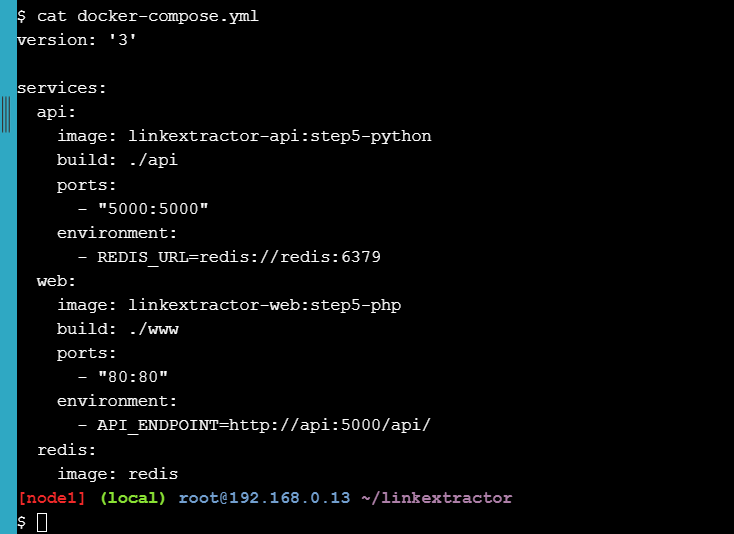 $ cat docker-compose.yml
version: '3'

services:
  api:
    image: linkextractor-api:step5-python
    build: ./api
    ports:
      - "5000:5000"
    environment:
      - REDIS_URL=redis://redis:6379
  web:
    image: linkextractor-web:step5-php
    build: ./www
    ports:
      - "80:80"
    environment:
      - API_ENDPOINT=http://api:5000/api/
  redis:
    image: redis
[node1] (local) root@192.168.0.13 ~/linkextractor
$